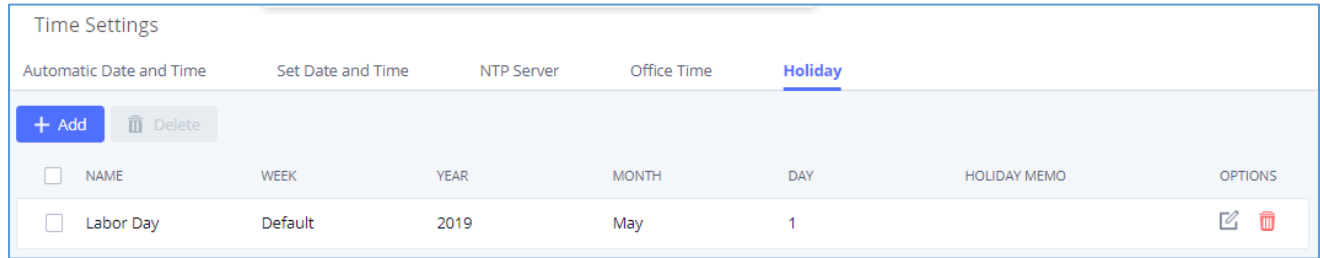 Time Settings
Automatic Date and Time Set Date and Time NTP Server Office Time Holiday
+ Add Delete
NAME WEEK YEAR MONTH DAY HOLIDAY MEMO OPTIONS
Labor Day Default 2019 May 1